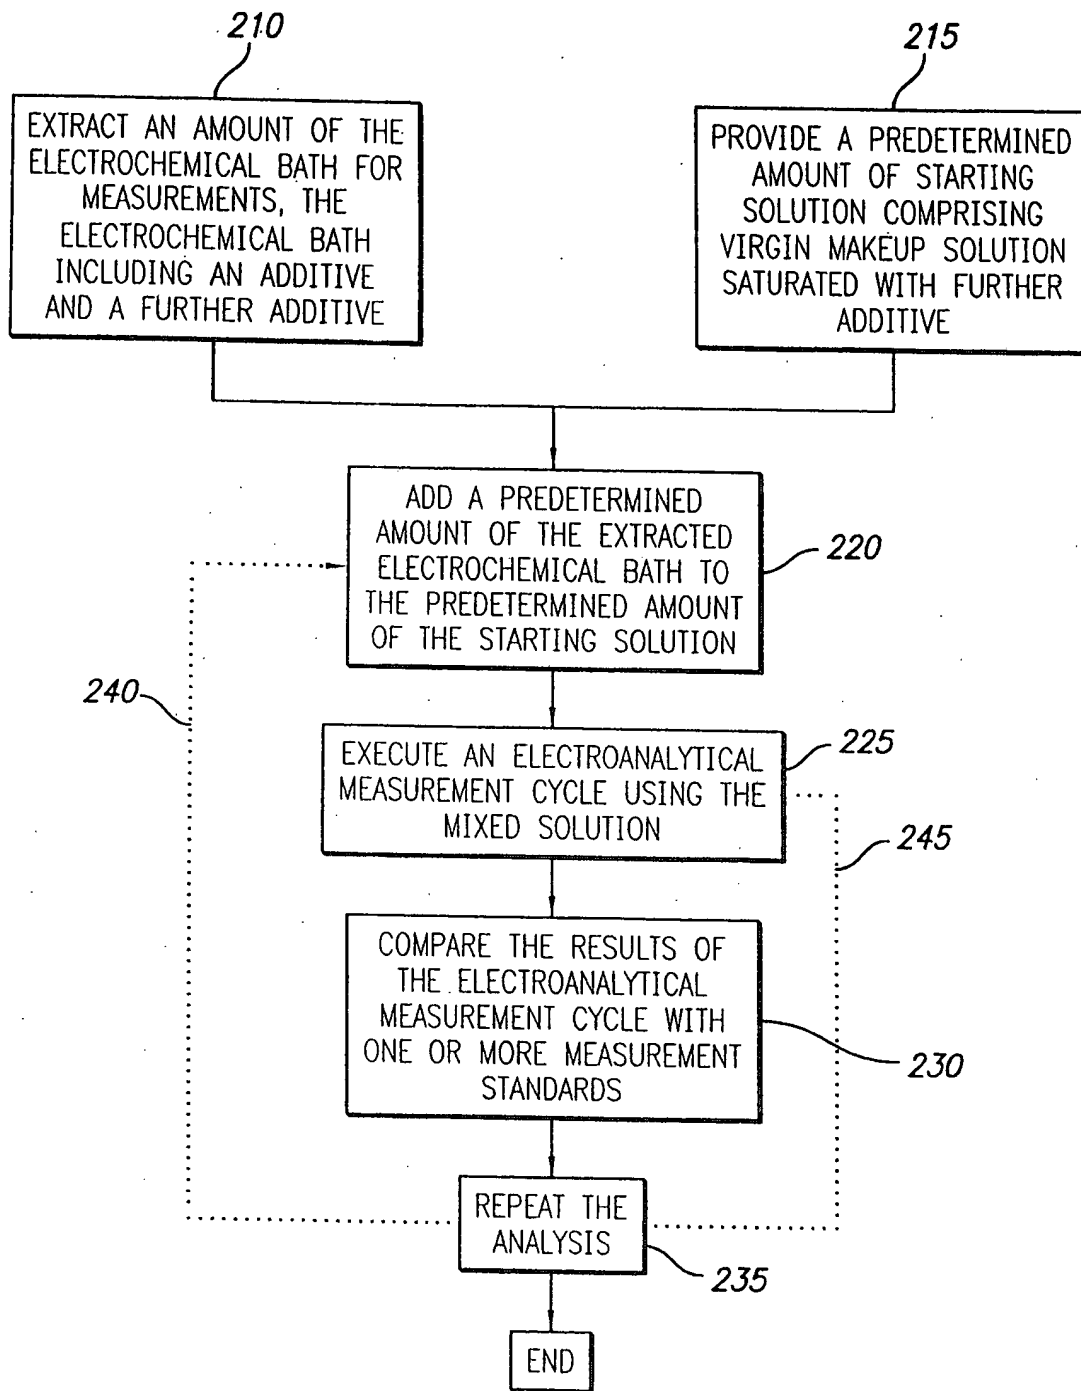 210
EXTRACT AN AMOUNT OF THE
ELECTROCHEMICAL BATH FOR
MEASUREMENTS, THE
ELECTROCHEMICAL BATH
INCLUDING AN ADDITIVE
AND A FURTHER ADDITIVE
215
PROVIDE A PREDETERMINED
AMOUNT OF STARTING
SOLUTION COMPRISING
VIRGIN MAKEUP SOLUTION
SATURATED WITH FURTHER
ADDITIVE
ADD A PREDETERMINED
AMOUNT OF THE EXTRACTED
ELECTROCHEMICAL BATH TO
THE PREDETERMINED AMOUNT
OF THE STARTING SOLUTION
220
240
EXECUTE AN ELECTROANALYTICAL
MEASUREMENT CYCLE USING THE
MIXED SOLUTION
225
245
COMPARE THE RESULTS OF
THE ELECTROANALYTICAL
MEASUREMENT CYCLE WITH
ONE OR MORE MEASUREMENT
STANDARDS
230
REPEAT THE
ANALYSIS
235
END